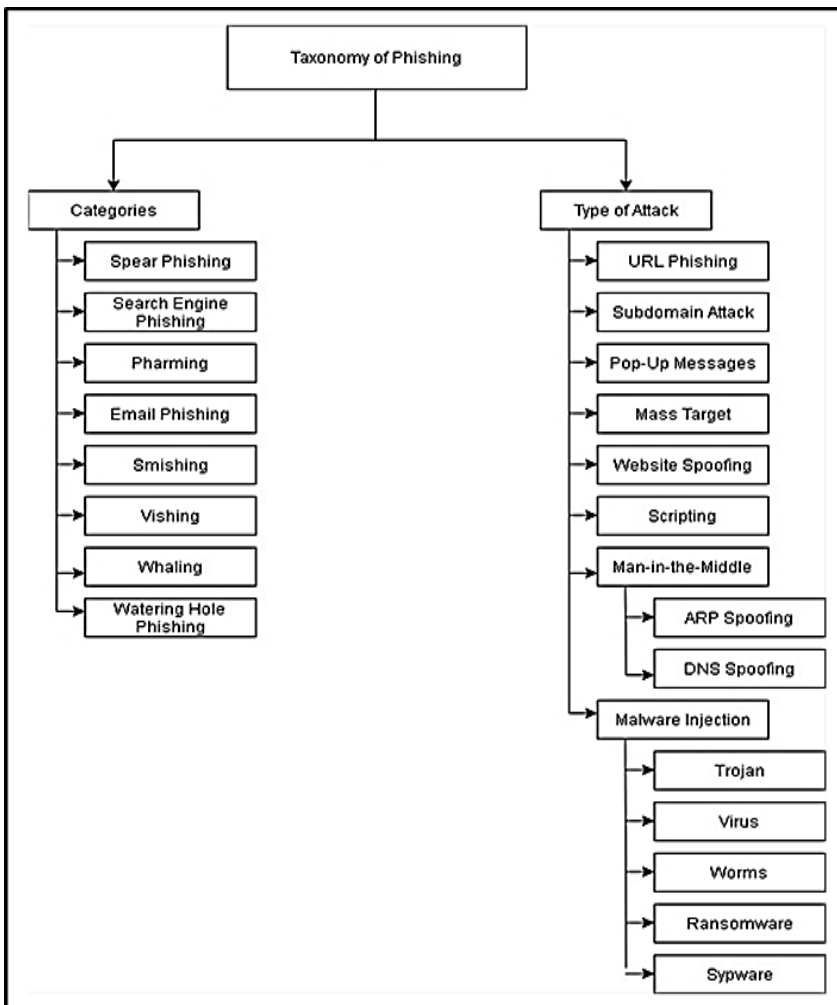 Taxonomy of Phishing
Categories
Spear Phishing
Search Engine
Phishing
Pharming
Email Phishing
Smishing
Vishing
Whaling
Watering Hole
Phishing
Type of Attack
URL Phishing
Subdomain Attack
Pop-Up Messages
Mass Target
Website Spoofing
Scripting
Man-in-the-Middle
ARP Spoofing
DNS Spoofing
Malware Injection
Trojan
Virus
Worms
Ransomware
Sypware